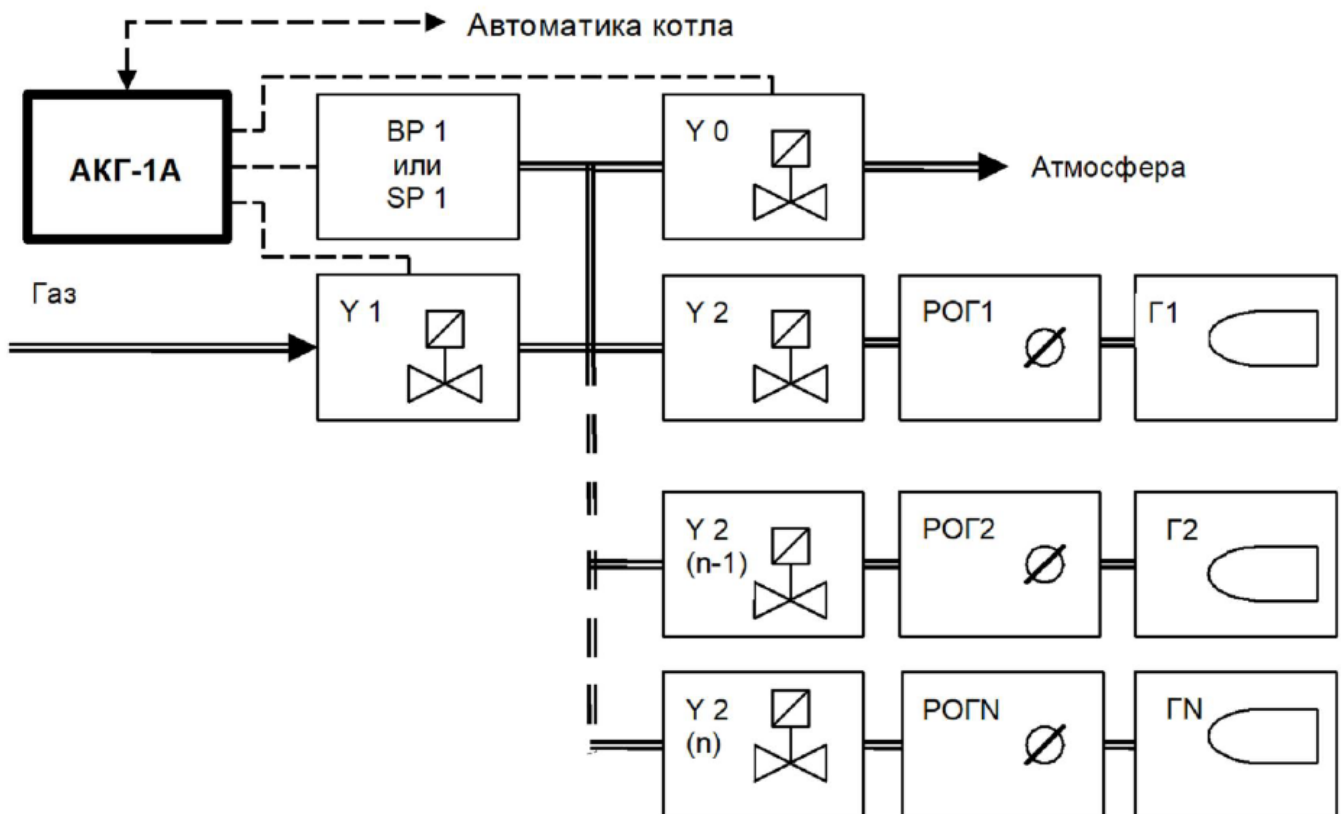 Автоматика котла
АКГ-1А
BP 1
или
SP 1
Y 0
Атмосфера
Газ
Y 1
Y 2
РОГ1
Г1
Y 2
(n-1)
РОГ2
Г2
Y 2
(n)
РОГN
ГN